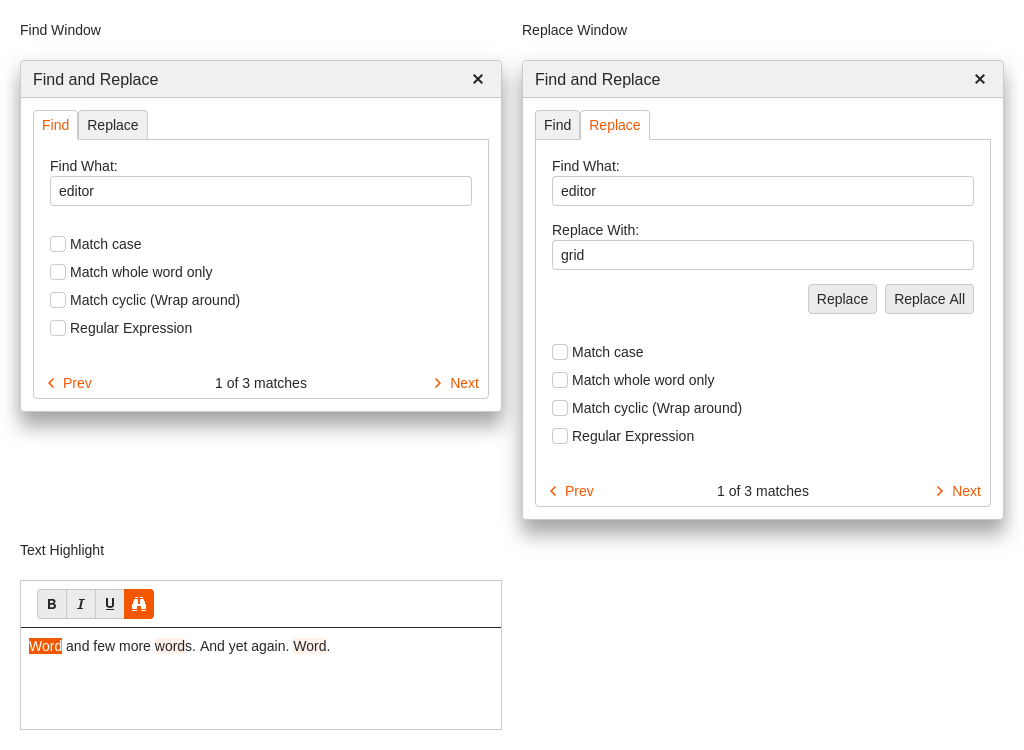 Find Window
Find and Replace
Find Replace
Find What:
editor
Match case
Match whole word only
Match cyclic (Wrap around)
Regular Expression
Prev 1 of 3 matches Next
Replace Window
Find and Replace
Find Replace
Find What:
editor
Replace With:
grid
Replace Replace All
Match case
Match whole word only
Match cyclic (Wrap around)
Regular Expression
Prev 1 of 3 matches Next
Text Highlight
B I U
Word and few more words. And yet again. Word.